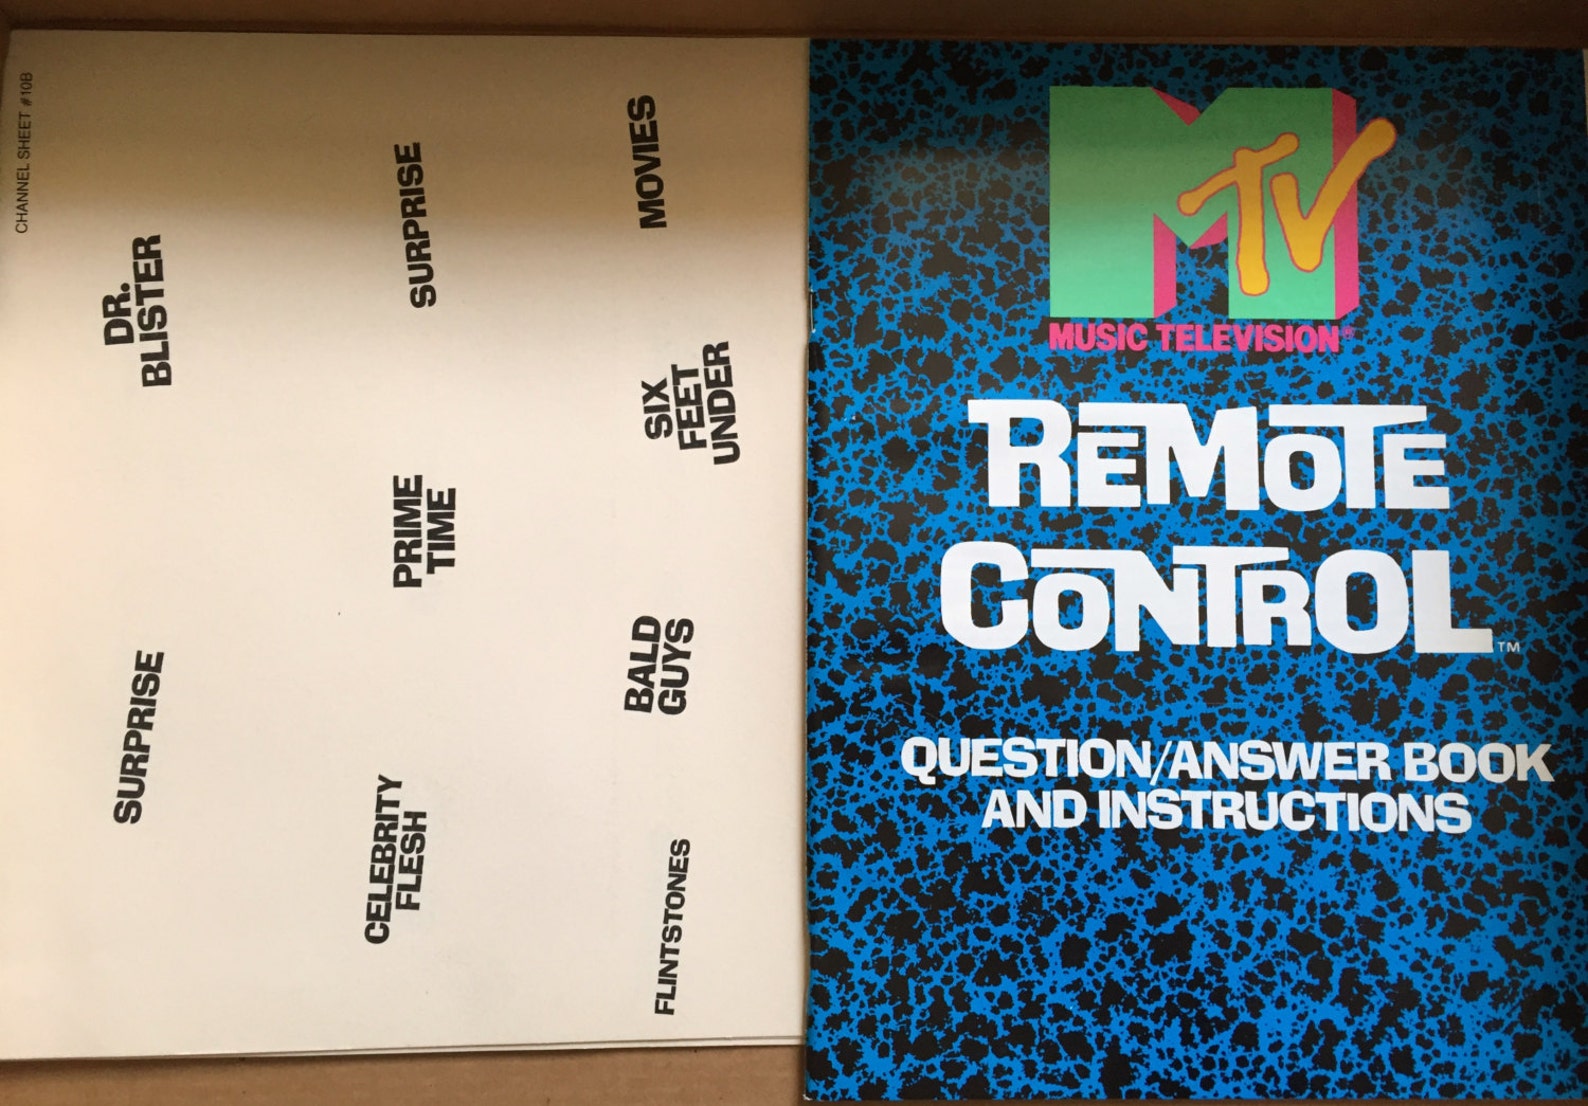 CHANNEL SHEET #10B
SURPRISE
DR.
BLISTER
CELEBRITY
FLESH
PRIME
TIME
SURPRISE
FLINTSTONES
BALD
GUYS
SIX
FEET
UNDER
MOVIES
MTV
MUSIC TELEVISION®
REMOTE
CONTROL™
QUESTION/ANSWER BOOK
AND INSTRUCTIONS